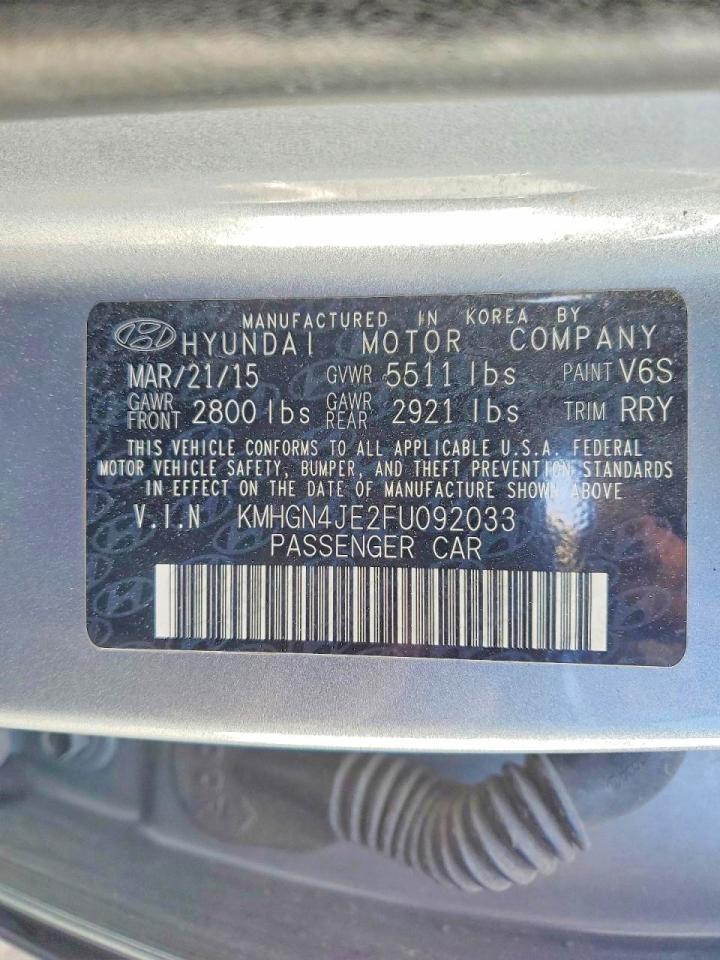 MANUFACTURED IN KOREA BY
HYUNDAI MOTOR COMPANY
MAR/21/15 GVWR 5511 lbs PAINT V6S
GAWR FRONT 2800 lbs GAWR REAR 2921 lbs TRIM RRY
THIS VEHICLE CONFORMS TO ALL APPLICABLE U.S.A. FEDERAL
MOTOR VEHICLE SAFETY, BUMPER, AND THEFT PREVENTION STANDARDS
IN EFFECT ON THE DATE OF MANUFACTURE SHOWN ABOVE.
V.I.N KMHGN4JE2FU092033
PASSENGER CAR